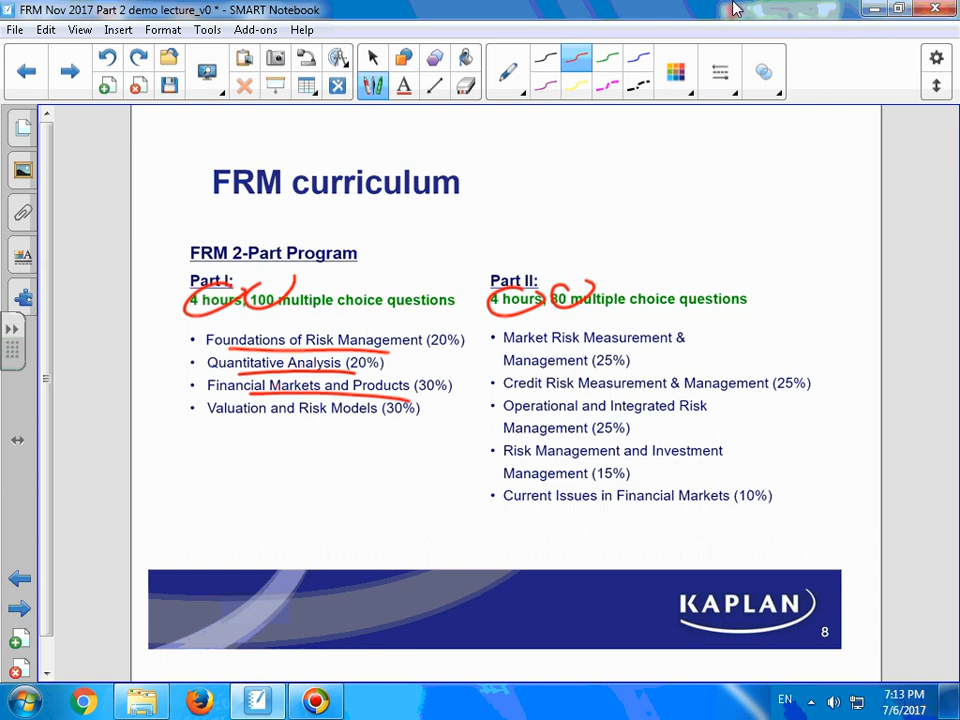 FRM Nov 2017 Part 2 demo lecture_v0 * - SMART Notebook
File Edit View Insert Format Tools Add-ons Help
FRM curriculum
FRM 2-Part Program
Part I:
4 hours, 100 multiple choice questions
• Foundations of Risk Management (20%)
• Quantitative Analysis (20%)
• Financial Markets and Products (30%)
• Valuation and Risk Models (30%)
Part II:
4 hours, 80 multiple choice questions
• Market Risk Measurement &
Management (25%)
• Credit Risk Measurement & Management (25%)
• Operational and Integrated Risk
Management (25%)
• Risk Management and Investment
Management (15%)
• Current Issues in Financial Markets (10%)
KAPLAN
8
EN
7:13 PM
7/6/2017